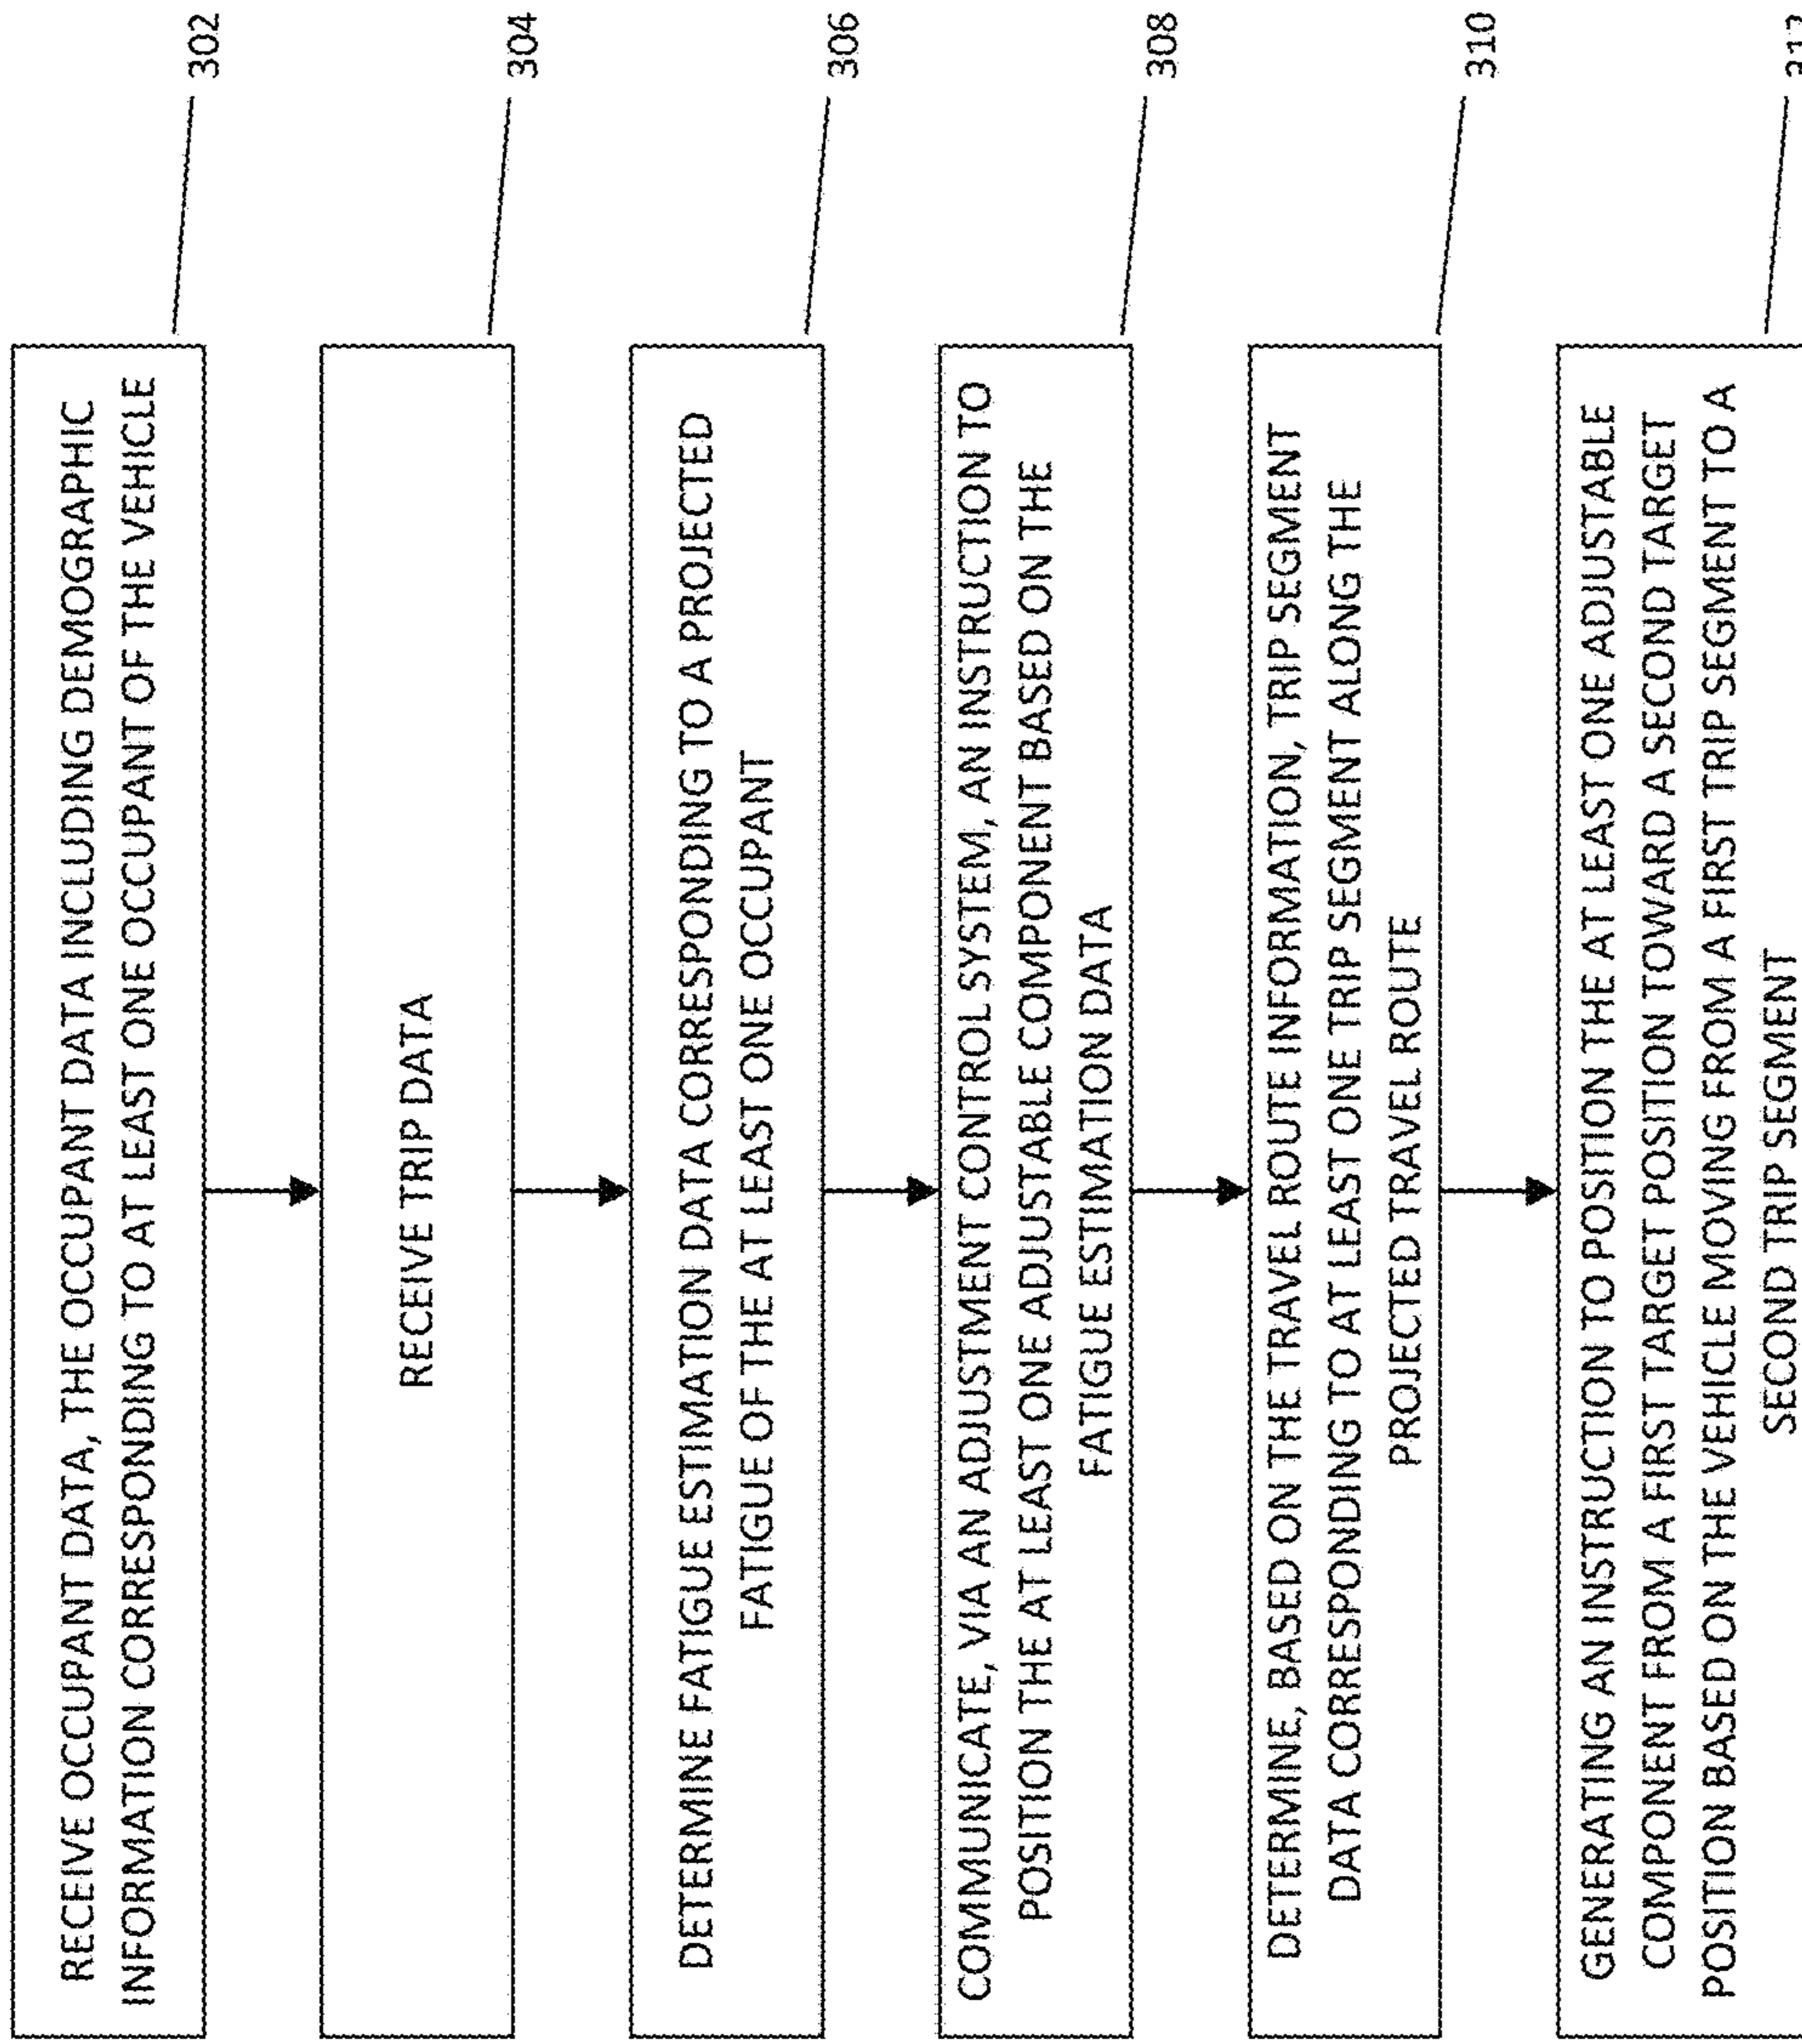 RECEIVE OCCUPANT DATA, THE OCCUPANT DATA INCLUDING DEMOGRAPHIC
INFORMATION CORRESPONDING TO AT LEAST ONE OCCUPANT OF THE VEHICLE
302
RECEIVE TRIP DATA
304
DETERMINE FATIGUE ESTIMATION DATA CORRESPONDING TO A PROJECTED
FATIGUE OF THE AT LEAST ONE OCCUPANT
306
COMMUNICATE, VIA AN ADJUSTMENT CONTROL SYSTEM, AN INSTRUCTION TO
POSITION THE AT LEAST ONE ADJUSTABLE COMPONENT BASED ON THE
FATIGUE ESTIMATION DATA
308
DETERMINE, BASED ON THE TRAVEL ROUTE INFORMATION, TRIP SEGMENT
DATA CORRESPONDING TO AT LEAST ONE TRIP SEGMENT ALONG THE
PROJECTED TRAVEL ROUTE
310
GENERATING AN INSTRUCTION TO POSITION THE AT LEAST ONE ADJUSTABLE
COMPONENT FROM A FIRST TARGET POSITION TOWARD A SECOND TARGET
POSITION BASED ON THE VEHICLE MOVING FROM A FIRST TRIP SEGMENT TO A
SECOND TRIP SEGMENT